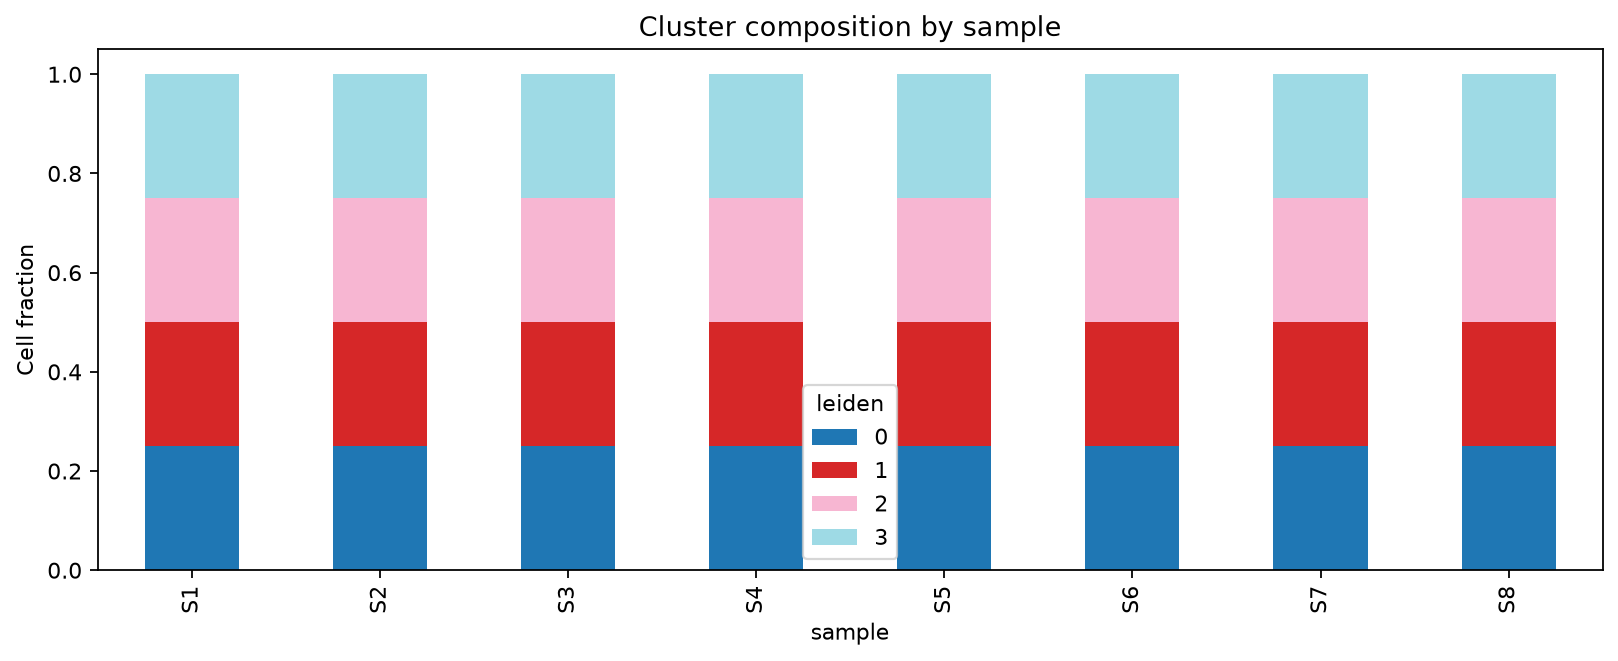 Cluster composition by sample
Cell fraction
1.0
0.8
0.6
0.4
0.2
0.0
leiden
0
1
2
3
S1 S2 S3 S4 S5 S6 S7 S8
sample